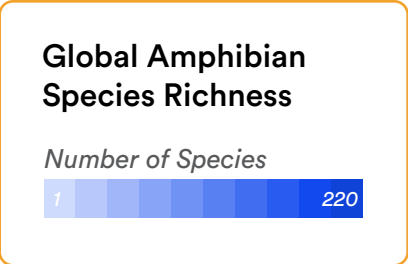 Global Amphibian
Species Richness
Number of Species
1 220